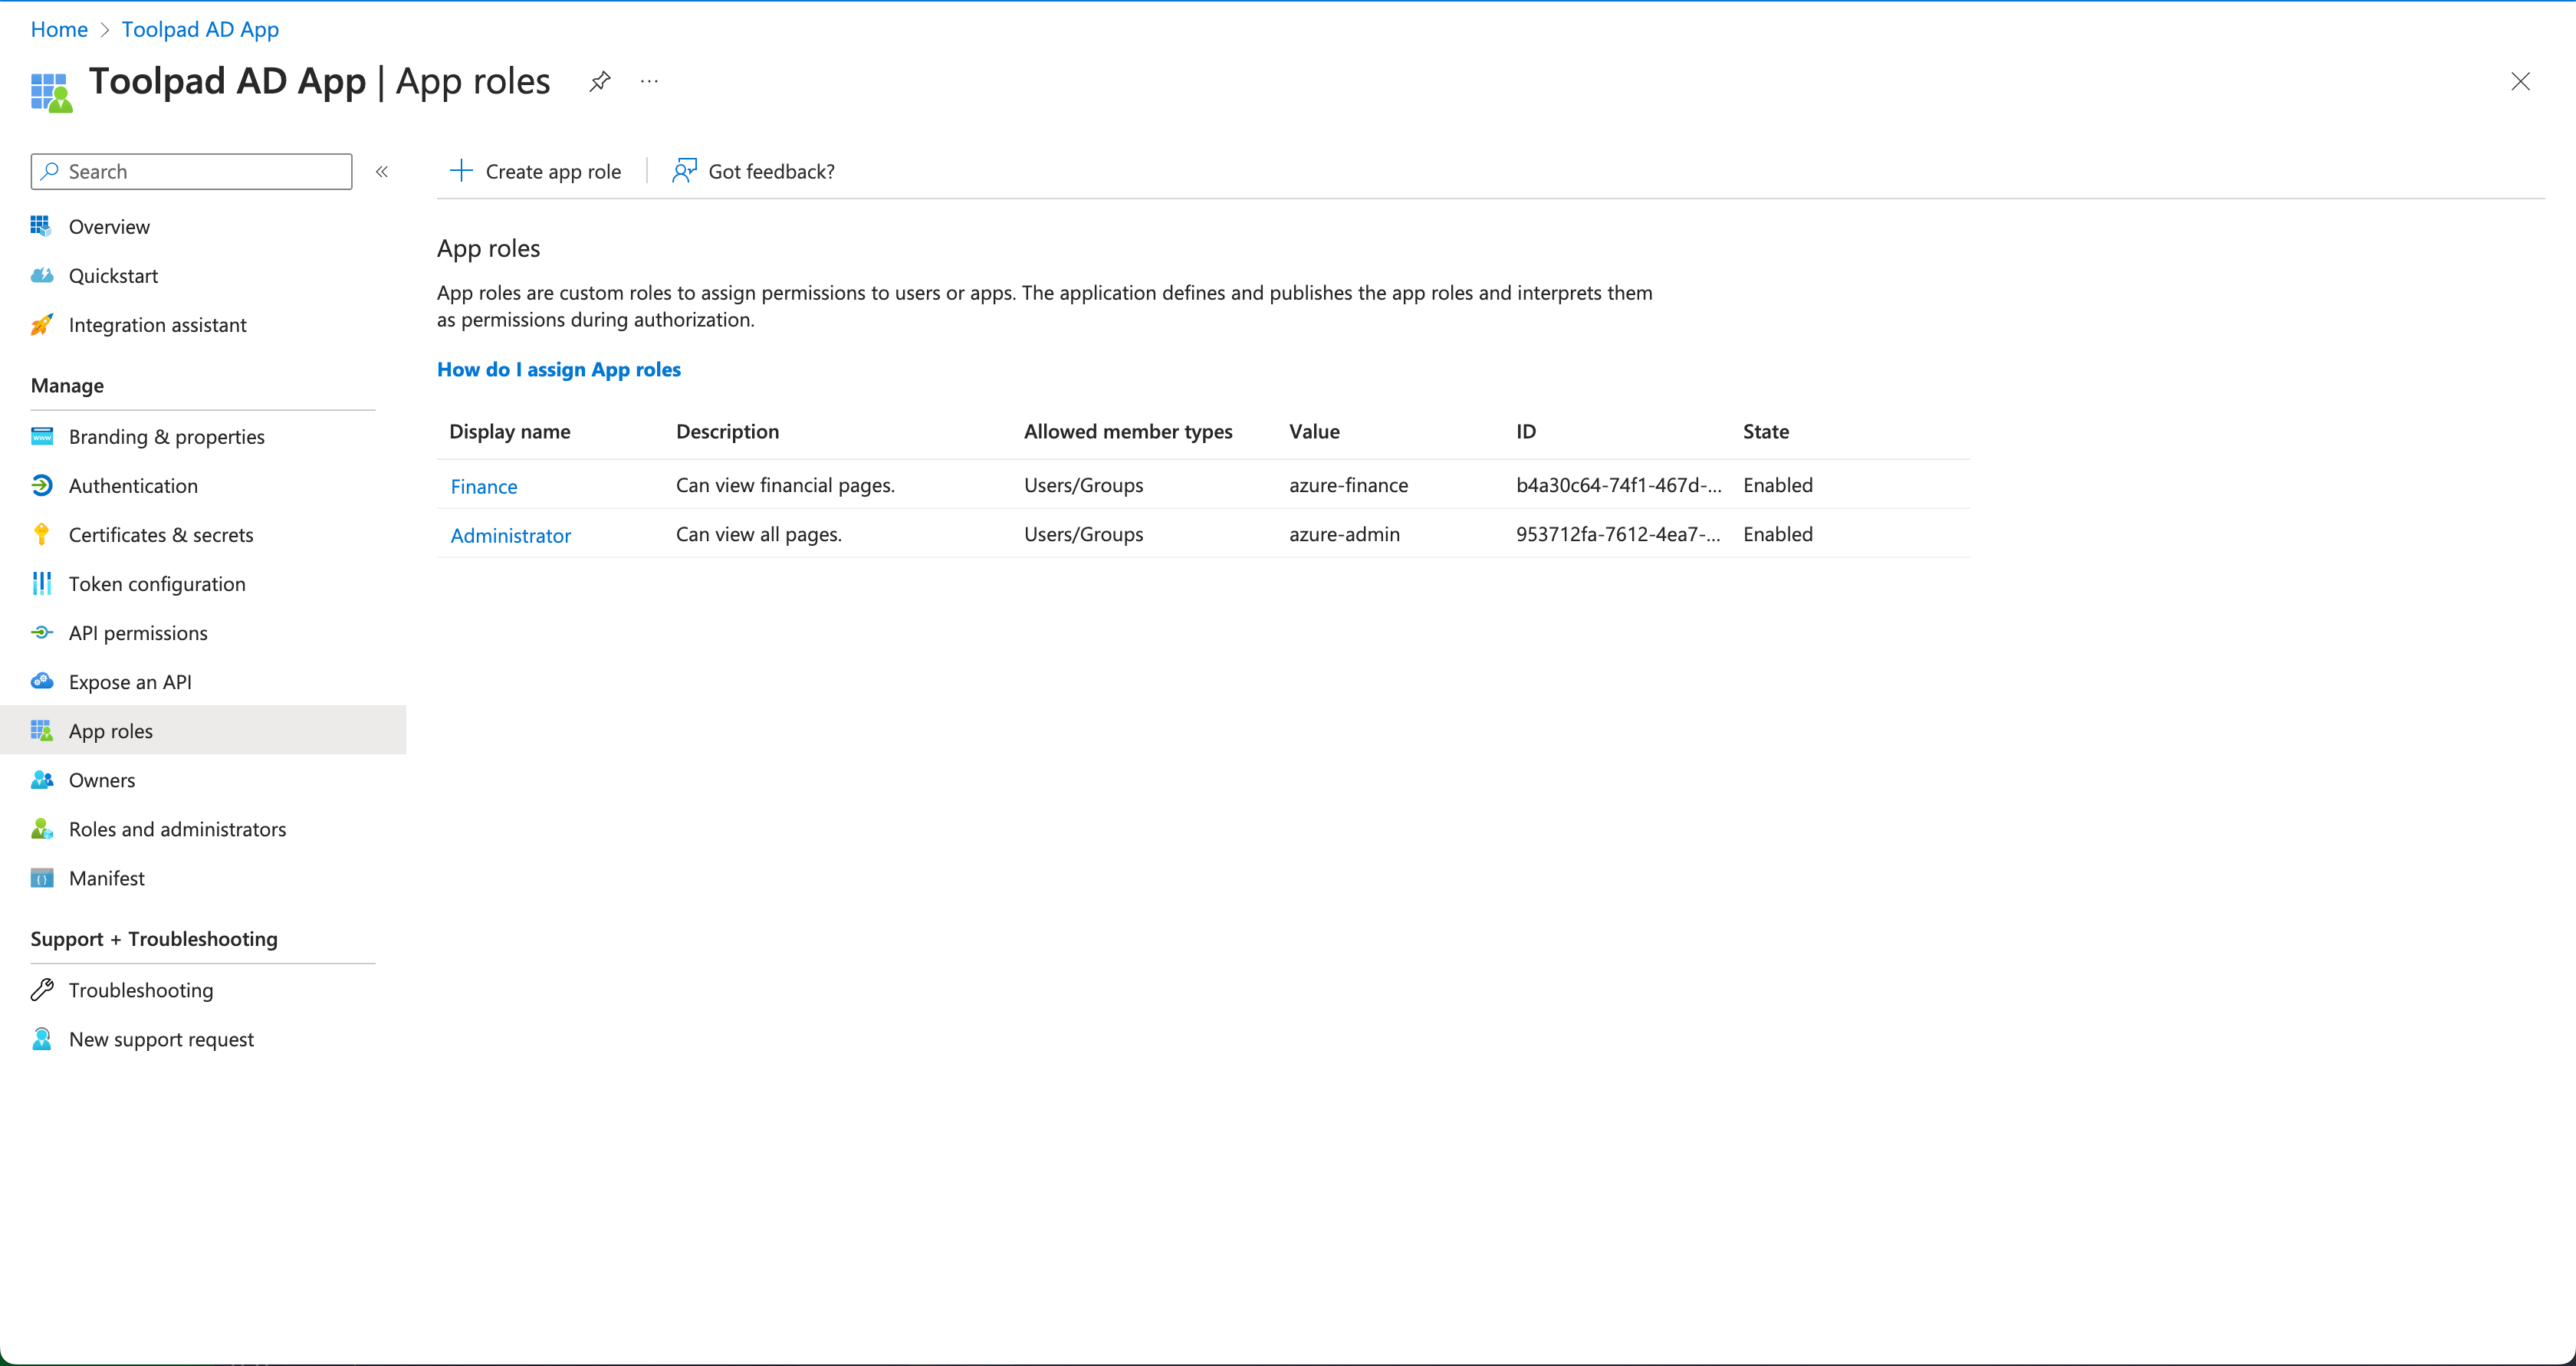 Home > Toolpad AD App
Toolpad AD App | App roles ...
Search «
Create app role | Got feedback?
Overview
Quickstart
Integration assistant
Manage
Branding & properties
Authentication
Certificates & secrets
Token configuration
API permissions
Expose an API
App roles
Owners
Roles and administrators
Manifest
Support + Troubleshooting
Troubleshooting
New support request
App roles
App roles are custom roles to assign permissions to users or apps. The application defines and publishes the app roles and interprets them
as permissions during authorization.
How do I assign App roles
Display name Description Allowed member types Value ID State
Finance Can view financial pages. Users/Groups azure-finance b4a30c64-74f1-467d-... Enabled
Administrator Can view all pages. Users/Groups azure-admin 953712fa-7612-4ea7-... Enabled